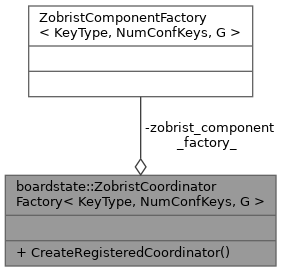 ZobristComponentFactory
< KeyType, NumConfKeys, G >
-zobrist_component
_factory_
boardstate::ZobristCoordinator
Factory< KeyType, NumConfKeys, G >
+ CreateRegisteredCoordinator()